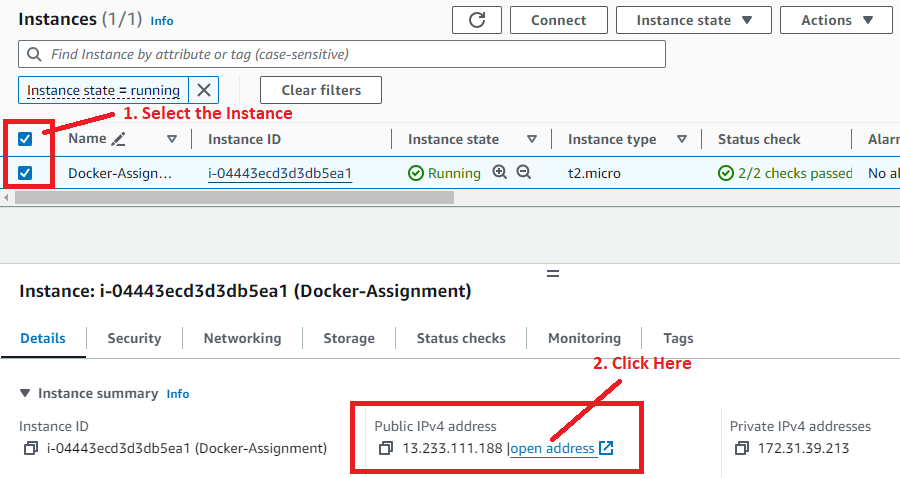 Instances (1/1) Info
Connect
Instance state ▼
Actions ▼
Find Instance by attribute or tag (case-sensitive)
Instance state = running
Clear filters
1. Select the Instance
Name
Instance ID
Instance state
Instance type
Status check
Alarn
Docker-Assign...
i-04443ecd3d3db5ea1
Running
t2.micro
2/2 checks passed
No al
Instance: i-04443ecd3d3db5ea1 (Docker-Assignment)
Details
Security
Networking
Storage
Status checks
Monitoring
Tags
2. Click Here
▼ Instance summary Info
Instance ID
Public IPv4 address
Private IPv4 addresses
i-04443ecd3d3db5ea1 (Docker-Assignment)
13.233.111.188 |open address
172.31.39.213